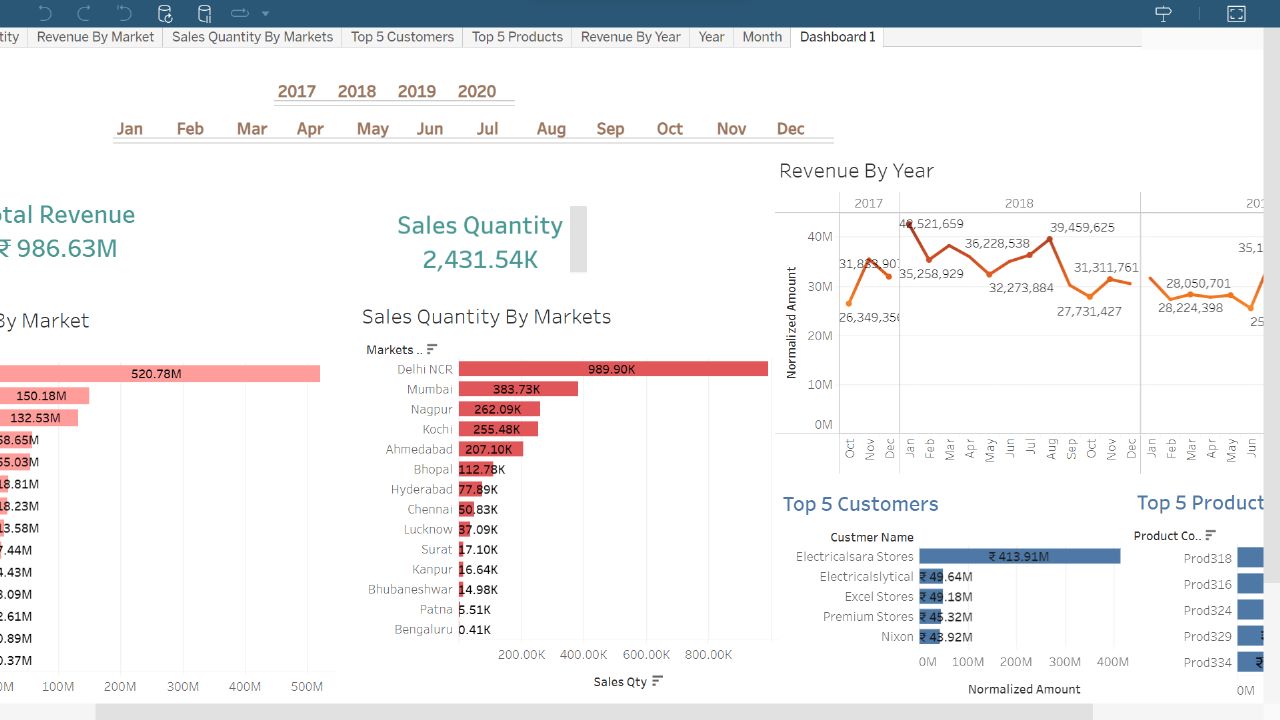 ity Revenue By Market Sales Quantity By Markets Top 5 Customers Top 5 Products Revenue By Year Year Month Dashboard 1
2017 2018 2019 2020
Jan Feb Mar Apr May Jun Jul Aug Sep Oct Nov Dec
otal Revenue
₹ 986.63M
Sales Quantity
2,431.54K
By Market
520.78M
150.18M
132.53M
58.65M
55.03M
18.81M
18.23M
13.58M
7.44M
4.43M
3.09M
2.61M
0.89M
0.37M
0M 100M 200M 300M 400M 500M
Sales Quantity By Markets
Markets ..
Delhi NCR 989.90K
Mumbai 383.73K
Nagpur 262.09K
Kochi 255.48K
Ahmedabad 207.10K
Bhopal 112.78K
Hyderabad 77.89K
Chennai 50.83K
Lucknow 37.09K
Surat 17.10K
Kanpur 16.64K
Bhubaneshwar 14.98K
Patna 5.51K
Bengaluru 0.41K
200.00K 400.00K 600.00K 800.00K
Sales Qty
Revenue By Year
2017 2018 201
Normalized Amount
40M
30M
20M
10M
0M
42,521,659
39,459,625
36,228,538
35,1
31,883,907
35,258,929
31,311,761
28,050,701
32,273,884
26,349,356
27,731,427
28,224,398
25
Oct Nov Dec Jan Feb Mar Apr May Jun Jul Aug Sep Oct Nov Dec Jan Feb Mar Apr May Jun
Top 5 Customers
Custmer Name
Electricalsara Stores ₹ 413.91M
Electricalslytical ₹ 49.64M
Excel Stores ₹ 49.18M
Premium Stores ₹ 45.32M
Nixon ₹ 43.92M
0M 100M 200M 300M 400M
Normalized Amount
Top 5 Product
Product Co..
Prod318
Prod316
Prod324
Prod329
Prod334 ₹
0M